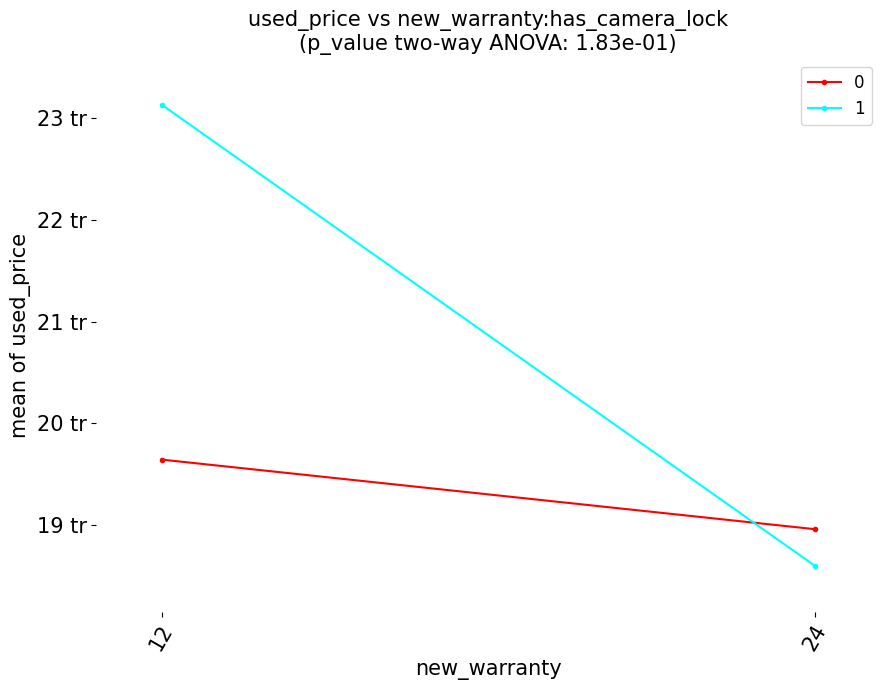 used_price vs new_warranty:has_camera_lock
(p_value two-way ANOVA: 1.83e-01)
0
1
23 tr
22 tr
21 tr
20 tr
19 tr
mean of used_price
12
24
new_warranty